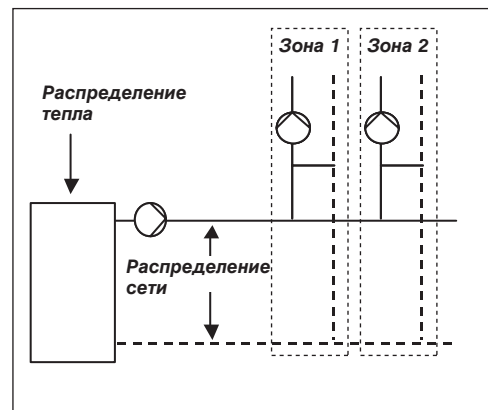 Зона 1
Зона 2
Распределение
тепла
Распределение
сети